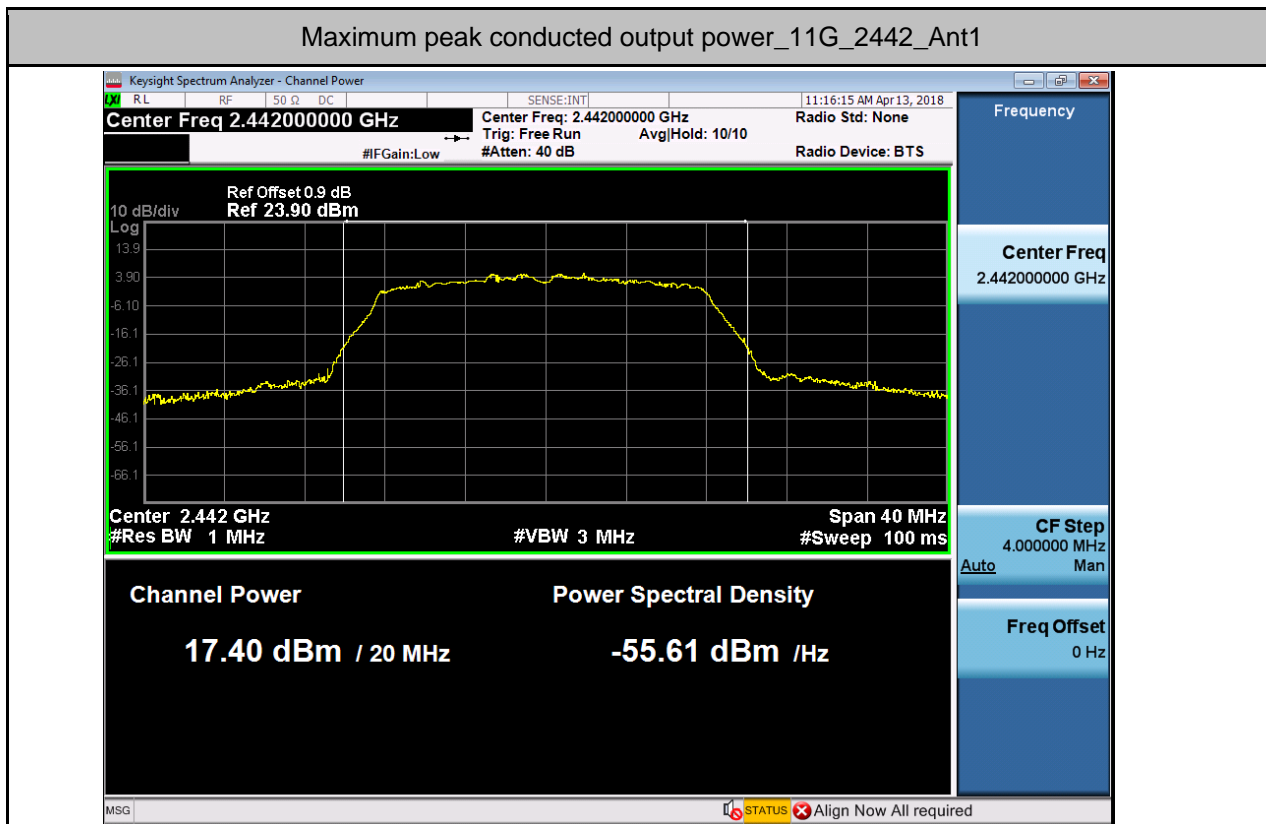 Maximum peak conducted output power_11G_2442_Ant1
Keysight Spectrum Analyzer - Channel Power
LXI RL RF 50 Ω DC SENSE:INT 11:16:15 AM Apr 13, 2018
Center Freq 2.442000000 GHz
Center Freq: 2.442000000 GHz
Radio Std: None
Trig: Free Run Avg|Hold: 10/10
#IFGain:Low
#Atten: 40 dB
Radio Device: BTS
Frequency
Ref Offset 0.9 dB
10 dB/div Ref 23.90 dBm
Log
13.9
3.90
-6.10
-16.1
-26.1
-36.1
-46.1
-56.1
-66.1
Center 2.442 GHz
Span 40 MHz
#Res BW 1 MHz
#VBW 3 MHz
#Sweep 100 ms
Center Freq
2.442000000 GHz
CF Step
4.000000 MHz
Auto Man
Freq Offset
0 Hz
Channel Power
Power Spectral Density
17.40 dBm / 20 MHz
-55.61 dBm /Hz
MSG
STATUS Align Now All required